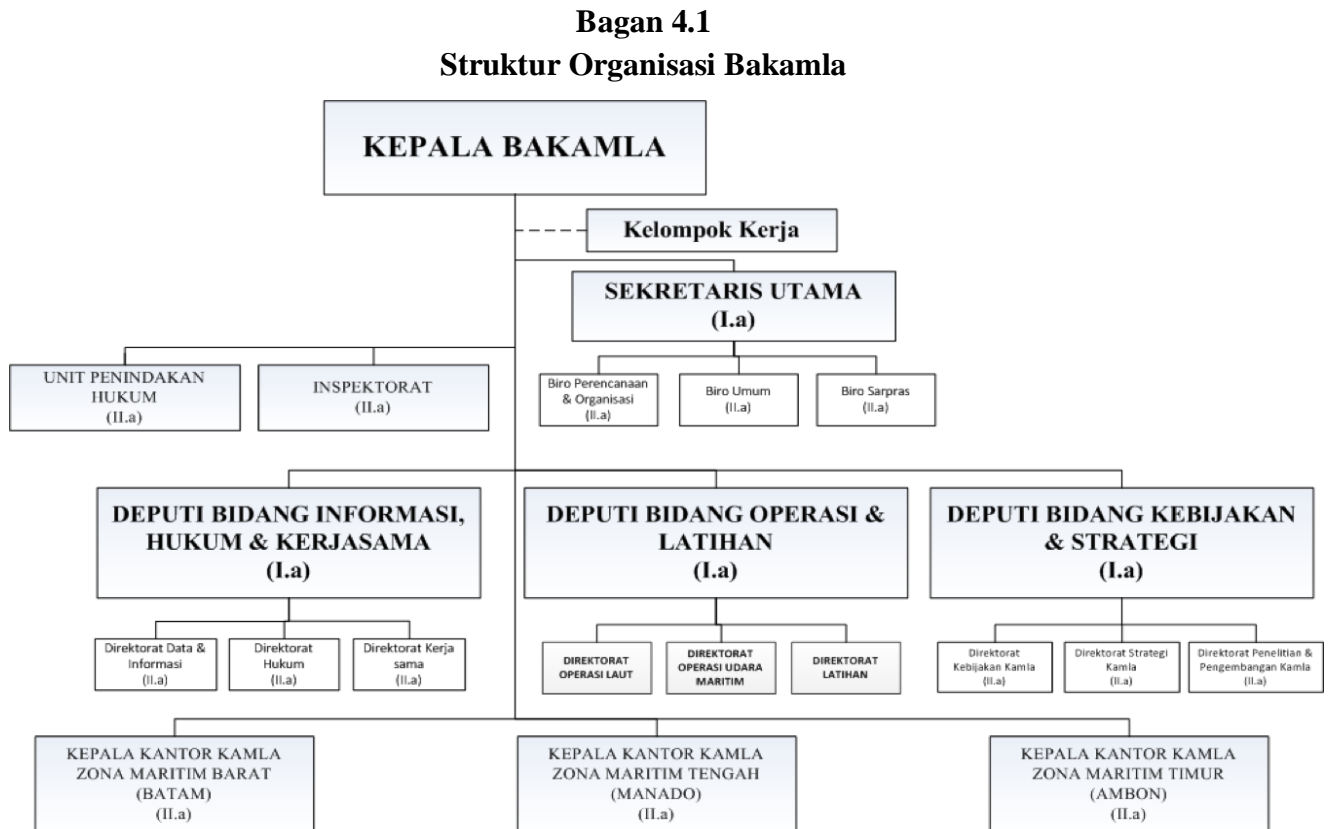 Bagan 4.1
Struktur Organisasi Bakamla
KEPALA BAKAMLA
Kelompok Kerja
SEKRETARIS UTAMA
(I.a)
UNIT PENINDAKAN
HUKUM
(II.a)
INSPEKTORAT
(II.a)
Biro Perencanaan
& Organisasi
(II.a)
Biro Umum
(II.a)
Biro Sarpras
(II.a)
DEPUTI BIDANG INFORMASI,
HUKUM & KERJASAMA
(I.a)
DEPUTI BIDANG OPERASI &
LATIHAN
(I.a)
DEPUTI BIDANG KEBIJAKAN
& STRATEGI
(I.a)
Direktorat Data &
Informasi
(II.a)
Direktorat
Hukum
(II.a)
Direktorat Kerja
sama
(II.a)
DIREKTORAT
OPERASI LAUT
DIREKTORAT
OPERASI UDARA
MARITIM
DIREKTORAT
LATIHAN
Direktorat
Kebijakan Kamla
(II.a)
Direktorat Strategi
Kamla
(II.a)
Direktorat Penelitian &
Pengembangan Kamla
(II.a)
KEPALA KANTOR KAMLA
ZONA MARITIM BARAT
(BATAM)
(II.a)
KEPALA KANTOR KAMLA
ZONA MARITIM TENGAH
(MANADO)
(II.a)
KEPALA KANTOR KAMLA
ZONA MARITIM TIMUR
(AMBON)
(II.a)